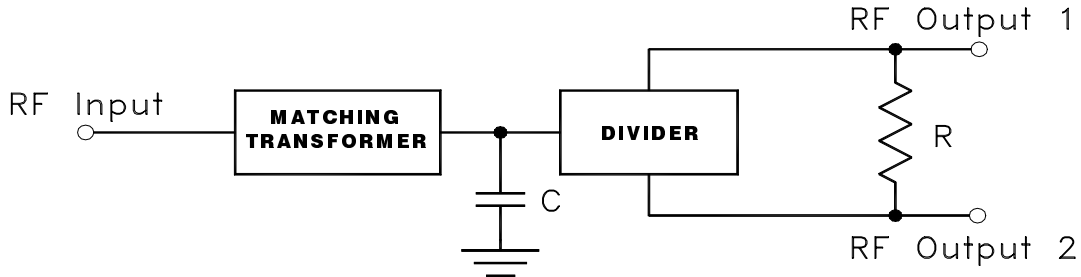 RF Output 1
RF Input
MATCHING
TRANSFORMER
DIVIDER
R
C
RF Output 2